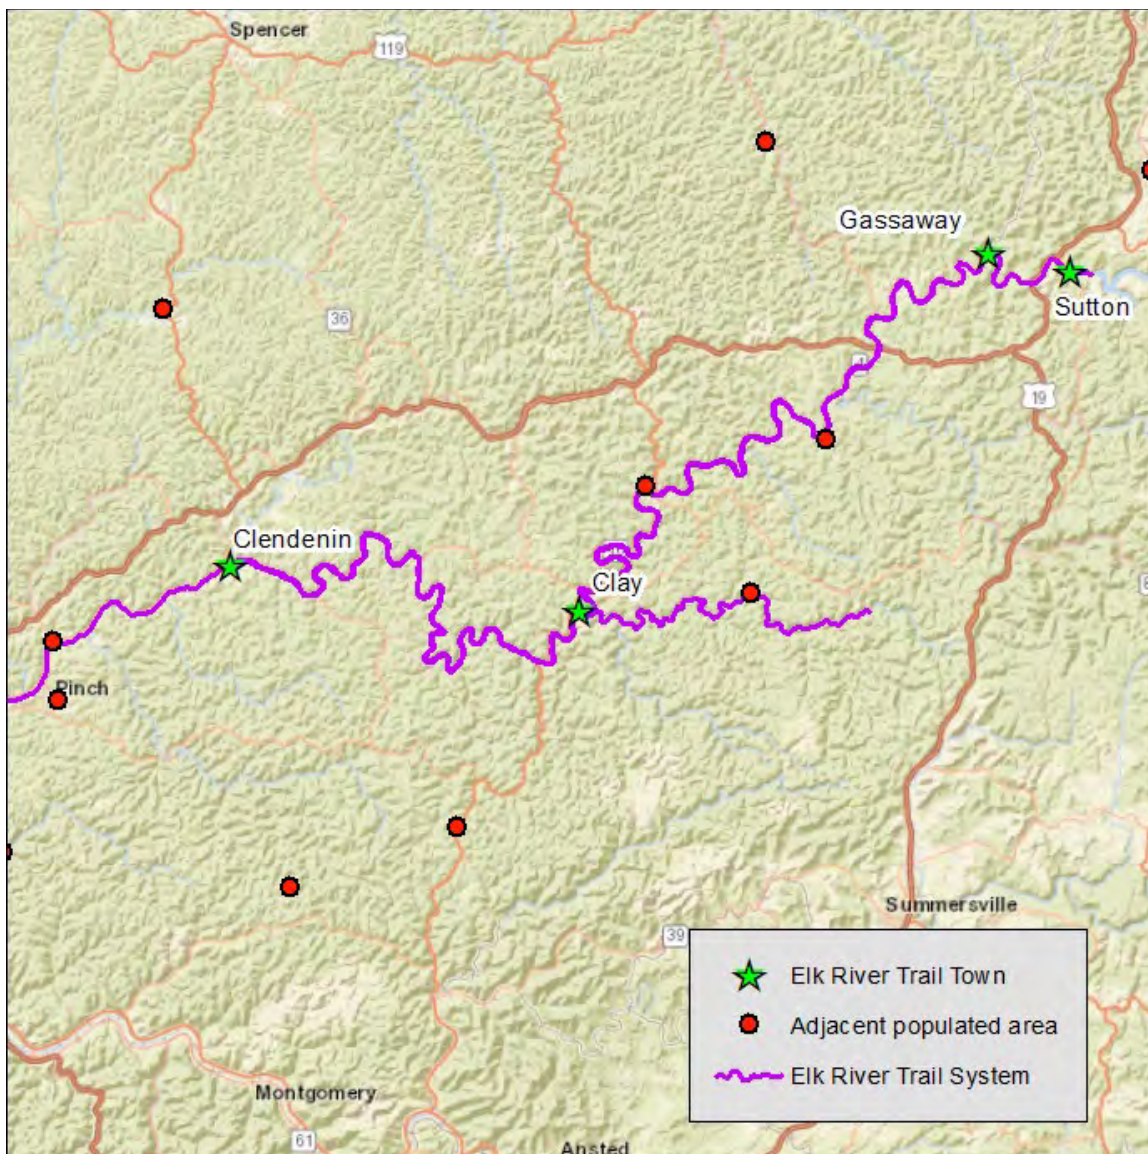 Spencer
119
Gassaway
Sutton
36
4
19
Clendenin
Clay
Pinch
Summersville
39
Elk River Trail Town
Adjacent populated area
Elk River Trail System
Montgomery
61
Ansted